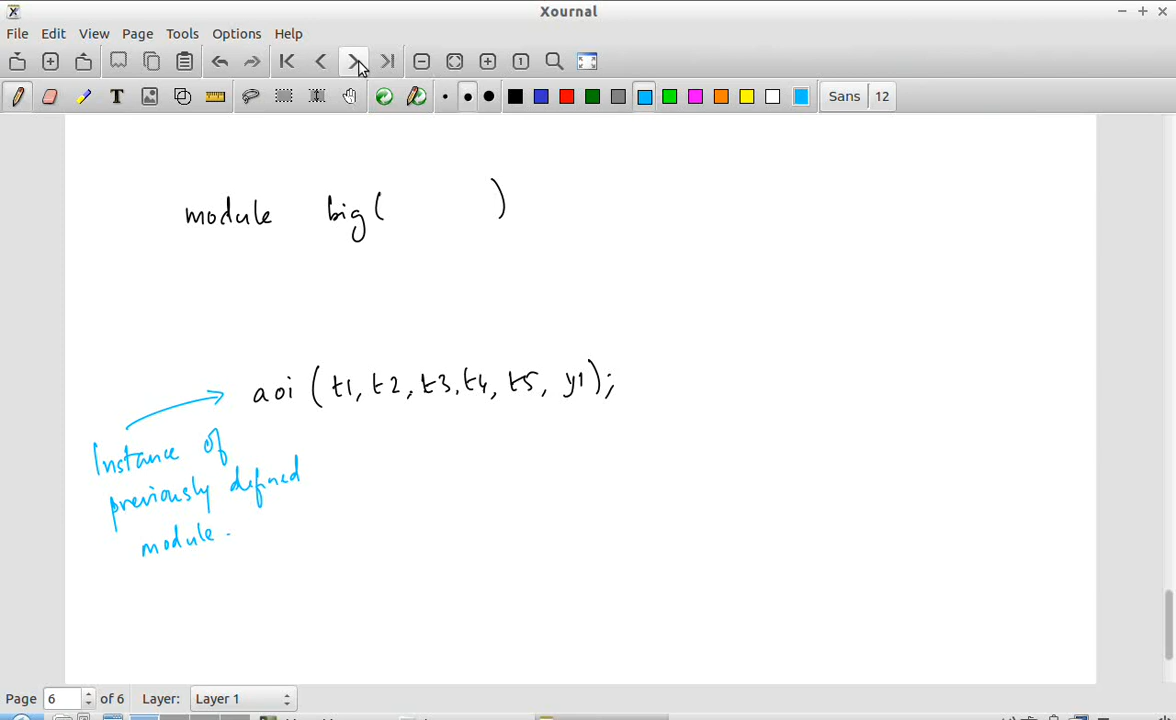 Xournal
File Edit View Page Tools Options Help
Sans 12
module big( )
aoi (t1, t2, t3, t4, t5, y1);
Instance of
previously defined
module.
Page 6 of 6 Layer: Layer 1